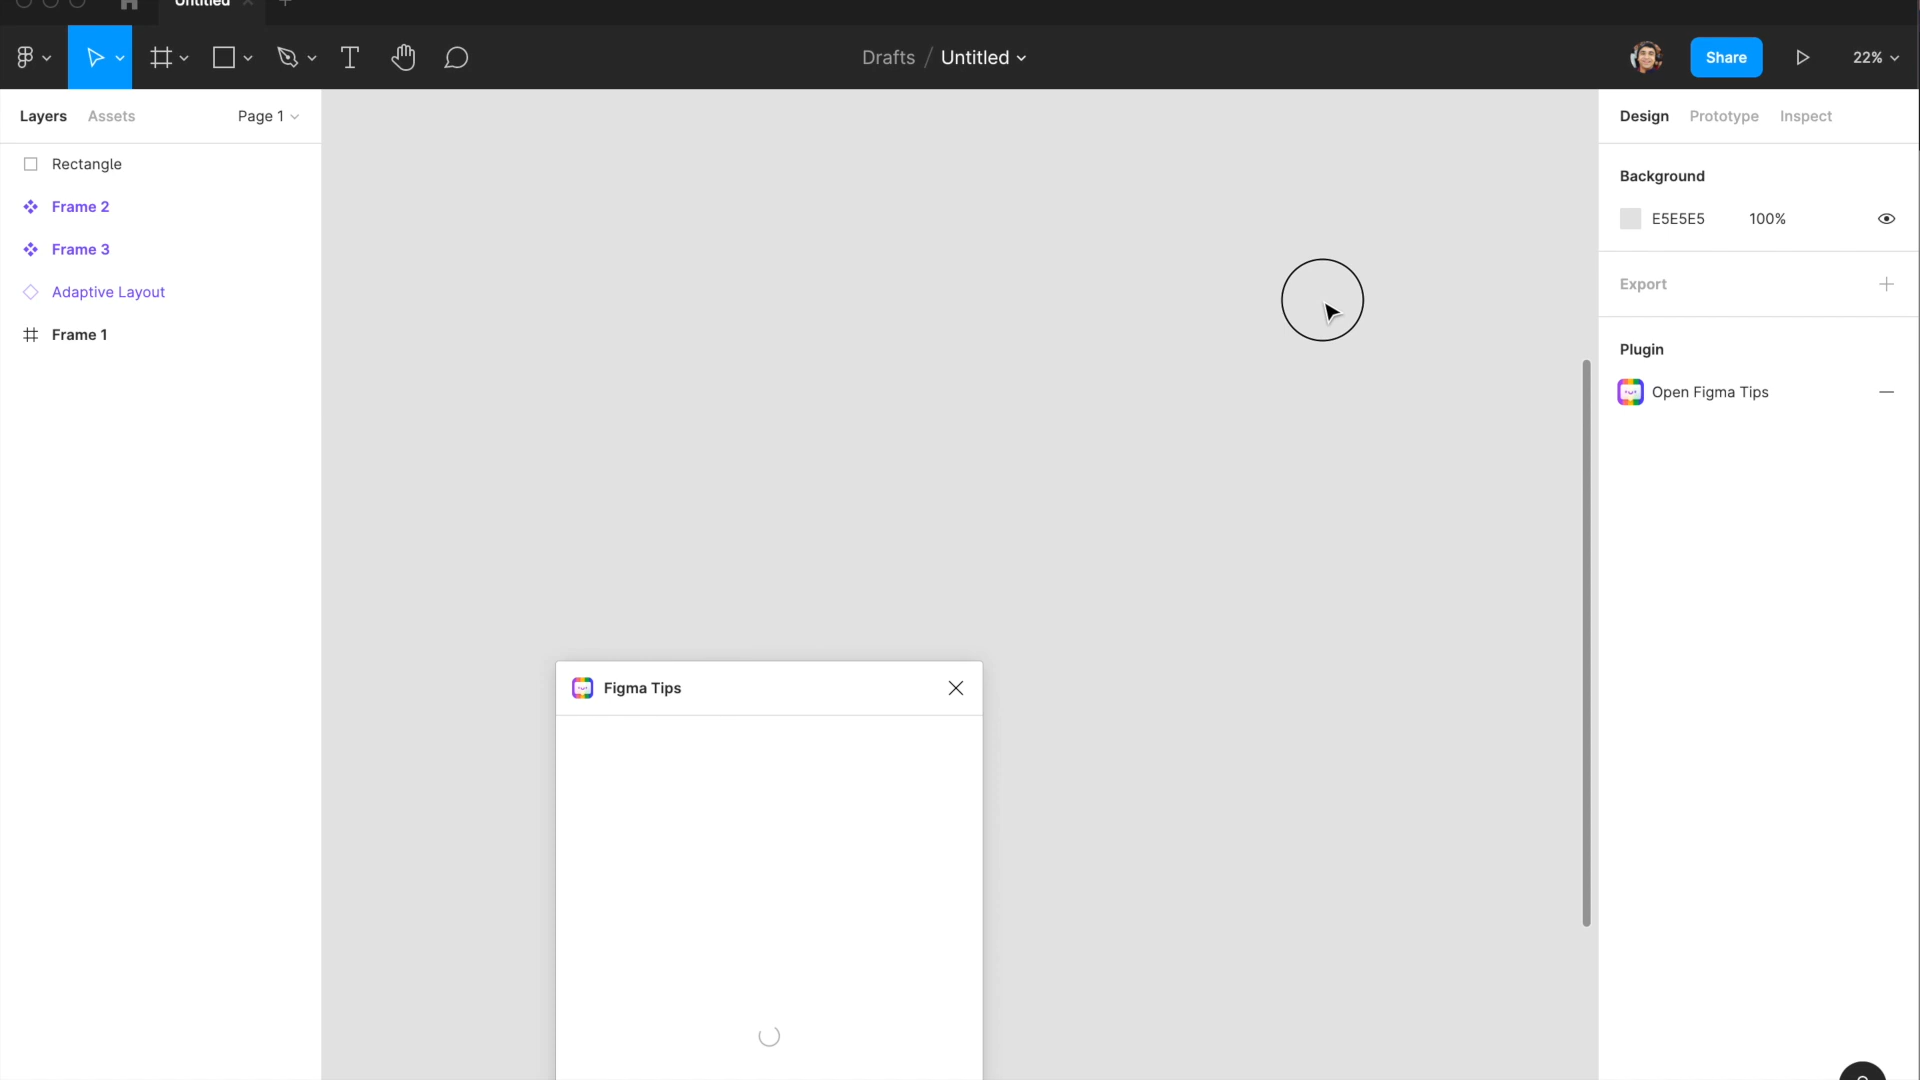 Untitled
Drafts / Untitled
Share
22%
Layers
Assets
Page 1
Rectangle
Frame 2
Frame 3
Adaptive Layout
Frame 1
Design
Prototype
Inspect
Background
E5E5E5
100%
Export
Plugin
Open Figma Tips
Figma Tips